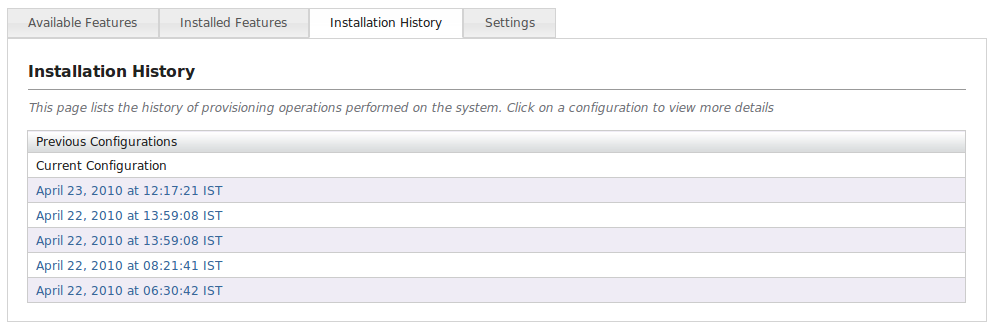 Available Features
Installed Features
Installation History
Settings
Installation History
This page lists the history of provisioning operations performed on the system. Click on a configuration to view more details
Previous Configurations
Current Configuration
April 23, 2010 at 12:17:21 IST
April 22, 2010 at 13:59:08 IST
April 22, 2010 at 13:59:08 IST
April 22, 2010 at 08:21:41 IST
April 22, 2010 at 06:30:42 IST